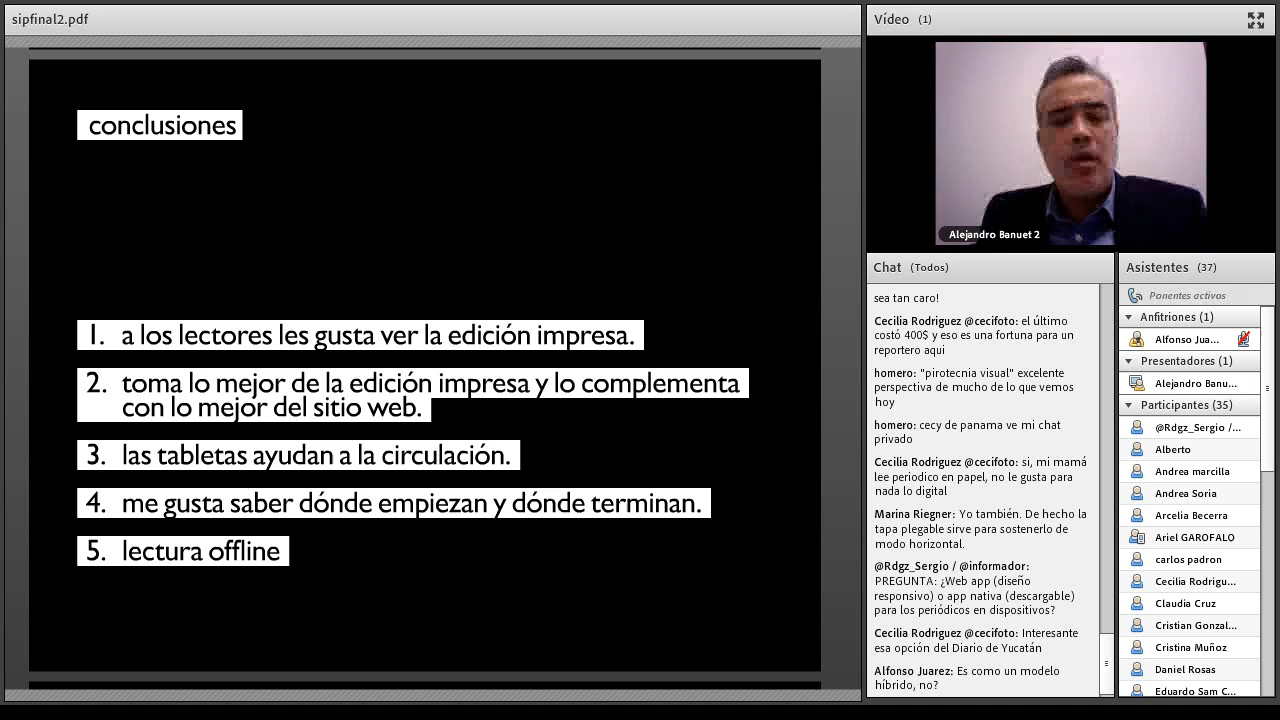 sipfinal2.pdf
conclusiones
1. a los lectores les gusta ver la edición impresa.
2. toma lo mejor de la edición impresa y lo complementa
con lo mejor del sitio web.
3. las tabletas ayudan a la circulación.
4. me gusta saber dónde empiezan y dónde terminan.
5. lectura offline
Vídeo (1)
Alejandro Banuet 2
Chat (Todos)
sea tan caro!
Cecilia Rodriguez @cecifoto: el último
costó 400$ y eso es una fortuna para un
reportero aqui
homero: "pirotecnia visual" excelente
perspectiva de mucho de lo que vemos
hoy
homero: cecy de panama ve mi chat
privado
Cecilia Rodriguez @cecifoto: si, mi mamá
lee periodico en papel, no le gusta para
nada lo digital
Marina Riegner: Yo también. De hecho la
tapa plegable sirve para sostenerlo de
modo horizontal.
@Rdgz_Sergio / @informador:
PREGUNTA: ¿Web app (diseño
responsivo) o app nativa (descargable)
para los periódicos en dispositivos?
Cecilia Rodriguez @cecifoto: Interesante
esa opción del Diario de Yucatán
Alfonso Juarez: Es como un modelo
híbrido, no?
Asistentes (37)
Ponentes activos
Anfitriones (1)
Alfonso Jua...
Presentadores (1)
Alejandro Banu...
Participantes (35)
@Rdgz_Sergio /...
Alberto
Andrea marcilla
Andrea Soria
Arcelia Becerra
Ariel GAROFALO
carlos padron
Cecilia Rodrigu...
Claudia Cruz
Cristian Gonzal...
Cristina Muñoz
Daniel Rosas
Eduardo Sam C...